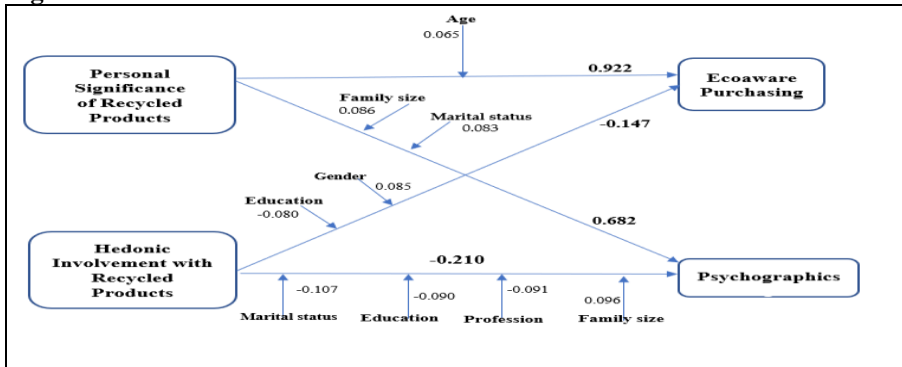 Age
0.065
Personal
Significance
of Recycled
Products
0.922
Ecoaware
Purchasing
Family size
0.086
Marital status
0.083
-0.147
Gender
0.085
Education
-0.080
0.682
Hedonic
Involvement with
Recycled
Products
-0.210
Psychographics
-0.107
-0.090
-0.091
0.096
Marital status
Education
Profession
Family size